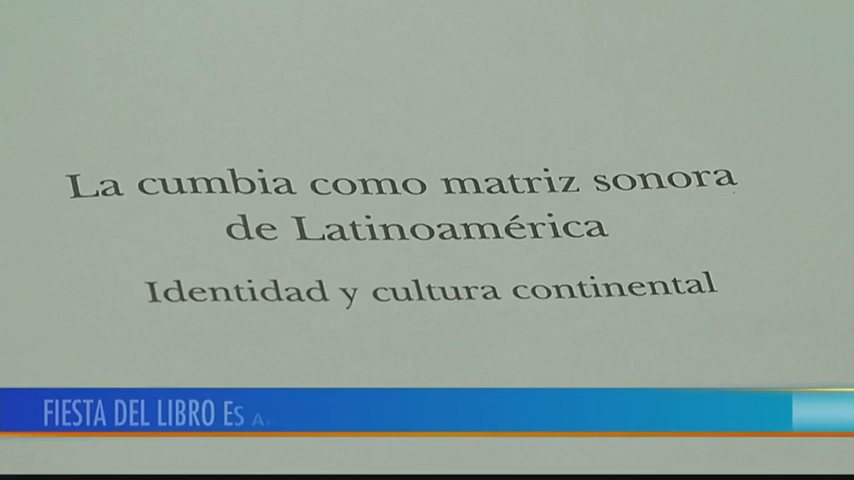 La cumbia como matriz sonora
de Latinoamérica
Identidad y cultura continental
FIESTA DEL LIBRO Es